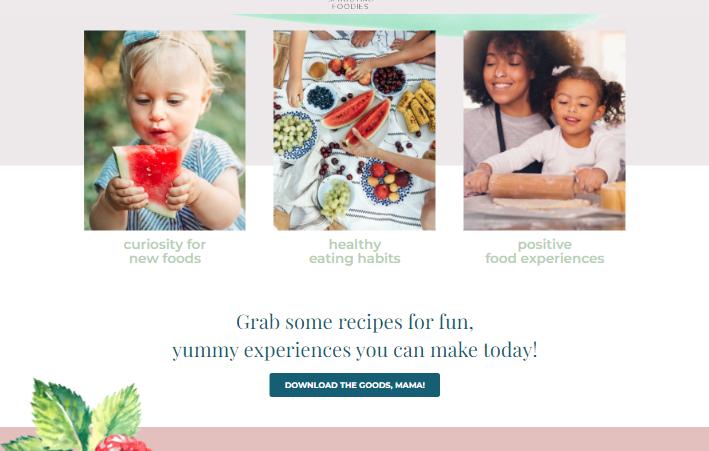 FOODIES
curiosity for
new foods
healthy
eating habits
positive
food experiences
Grab some recipes for fun,
yummy experiences you can make today!
DOWNLOAD THE GOODS, MAMA!